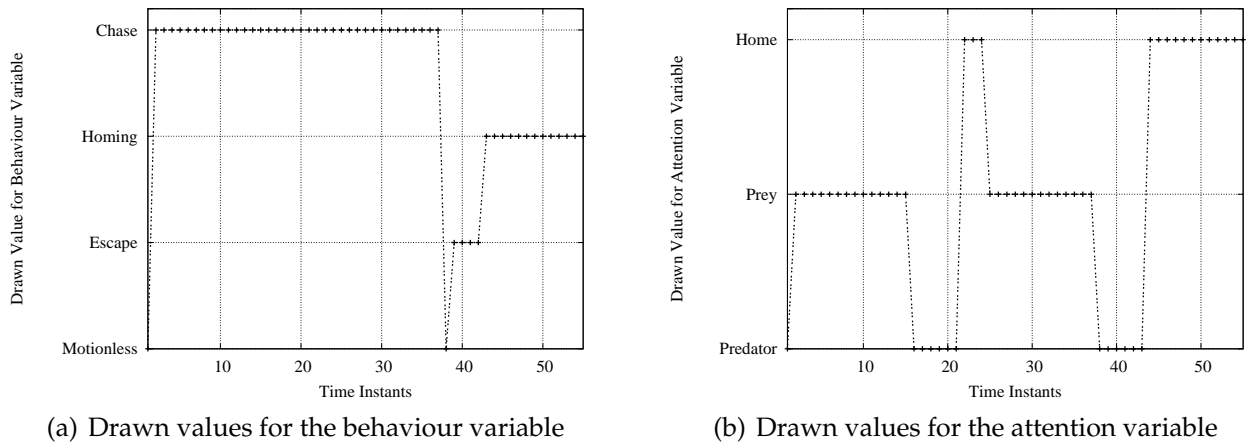 Drawn Value for Behaviour Variable
Chase
Homing
Escape
Motionless
10 20 30 40 50
Time Instants
(a) Drawn values for the behaviour variable
Drawn Value for Attention Variable
Home
Prey
Predator
10 20 30 40 50
Time Instants
(b) Drawn values for the attention variable